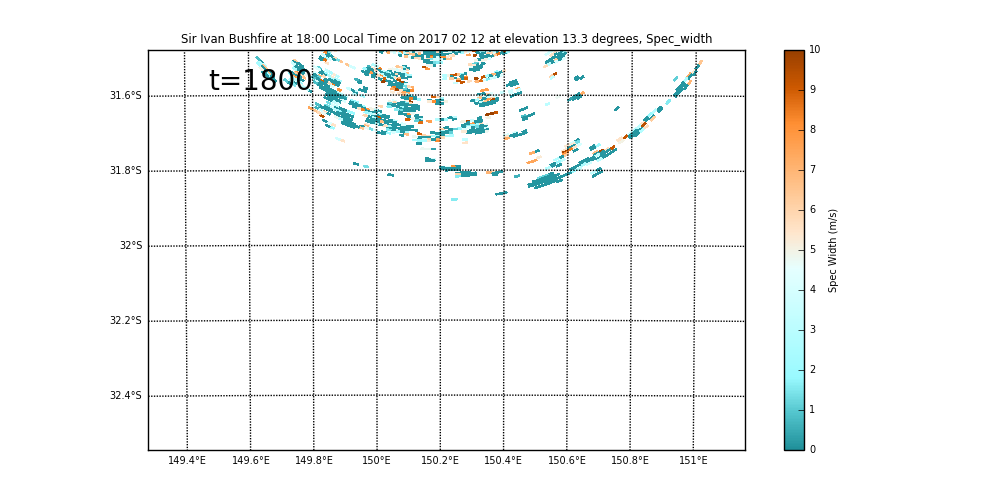 Sir Ivan Bushfire at 18:00 Local Time on 2017 02 12 at elevation 13.3 degrees, Spec_width
t=1800
31.6°S
31.8°S
32°S
32.2°S
32.4°S
149.4°E 149.6°E 149.8°E 150°E 150.2°E 150.4°E 150.6°E 150.8°E 151°E
10
9
8
7
6
5
4
3
2
1
0
Spec Width (m/s)